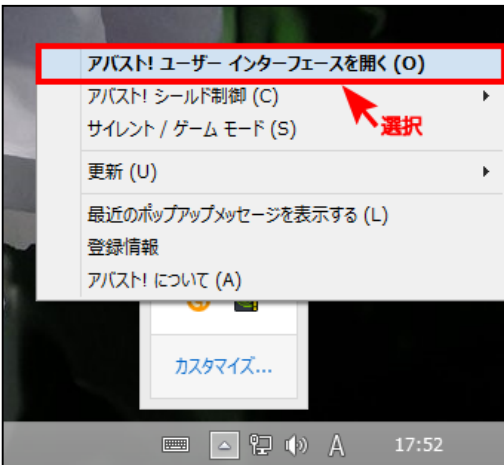 アバスト! ユーザー インターフェースを開く (O)
アバスト! シールド制御 (C)
選択
サイレント / ゲーム モード (S)
更新 (U)
最近のポップアップメッセージを表示する (L)
登録情報
アバスト! について (A)
カスタマイズ...
A
17:52